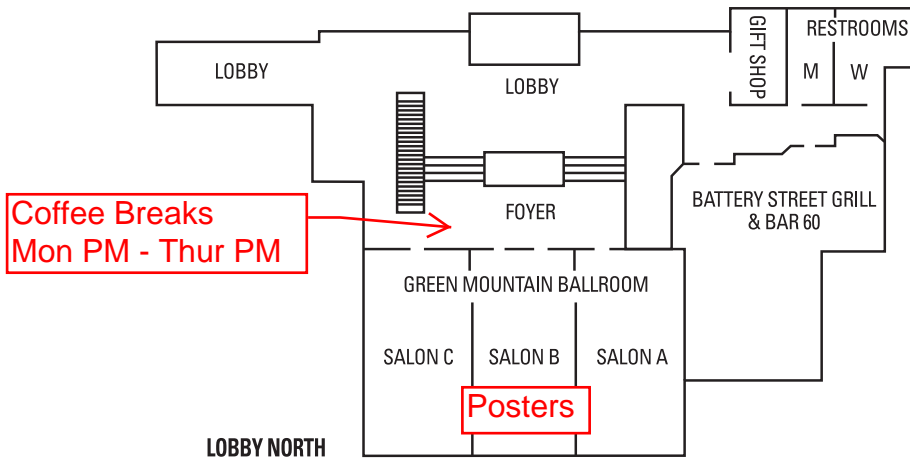 RESTROOMS
GIFT SHOP
LOBBY
M
W
LOBBY
BATTERY STREET GRILL
& BAR 60
Coffee Breaks
Mon PM - Thur PM
FOYER
GREEN MOUNTAIN BALLROOM
SALON C
SALON B
SALON A
Posters
LOBBY NORTH